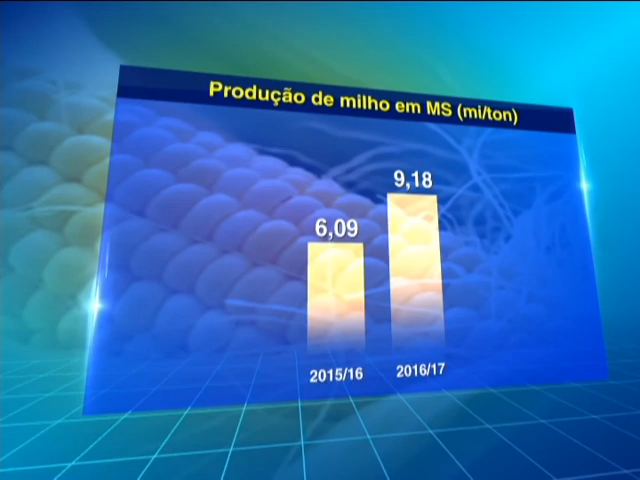 Produção de milho em MS (mi/ton)
9,18
6,09
2015/16
2016/17